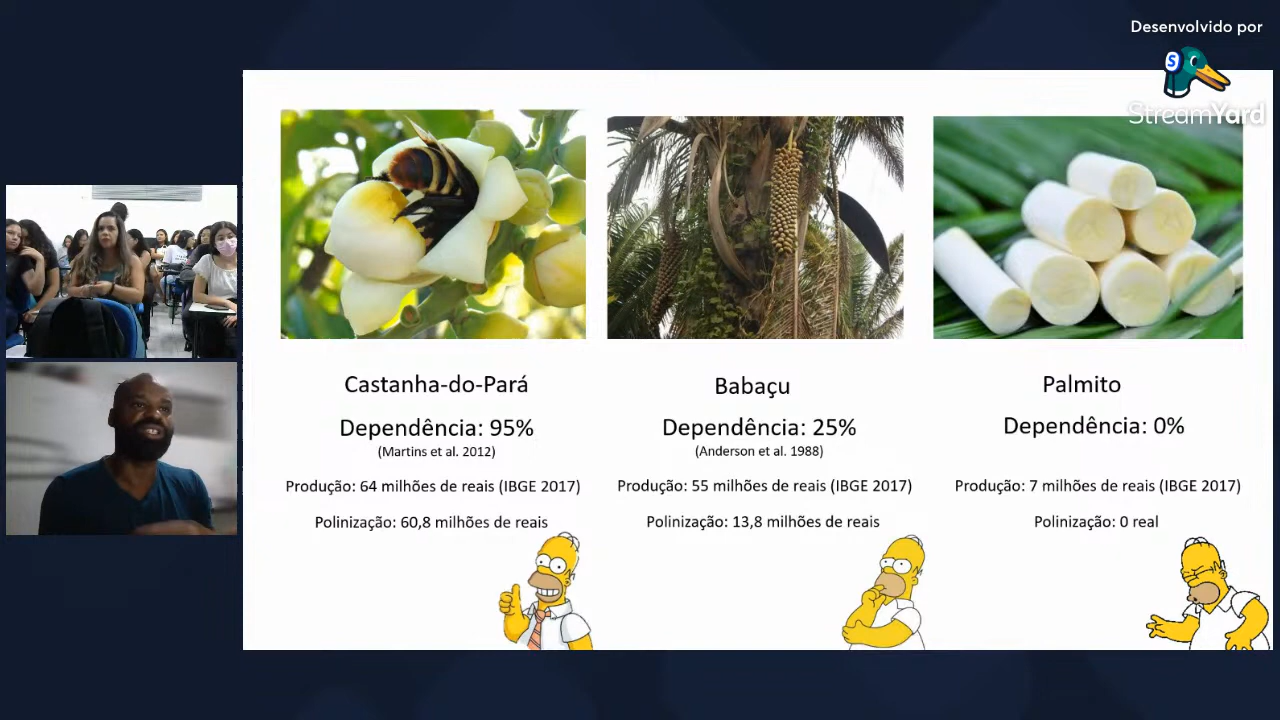 Desenvolvido por
S
StreamYard
Castanha-do-Pará
Dependência: 95%
(Martins et al. 2012)
Produção: 64 milhões de reais (IBGE 2017)
Polinização: 60,8 milhões de reais
Babaçu
Dependência: 25%
(Anderson et al. 1988)
Produção: 55 milhões de reais (IBGE 2017)
Polinização: 13,8 milhões de reais
Palmito
Dependência: 0%
Produção: 7 milhões de reais (IBGE 2017)
Polinização: 0 real